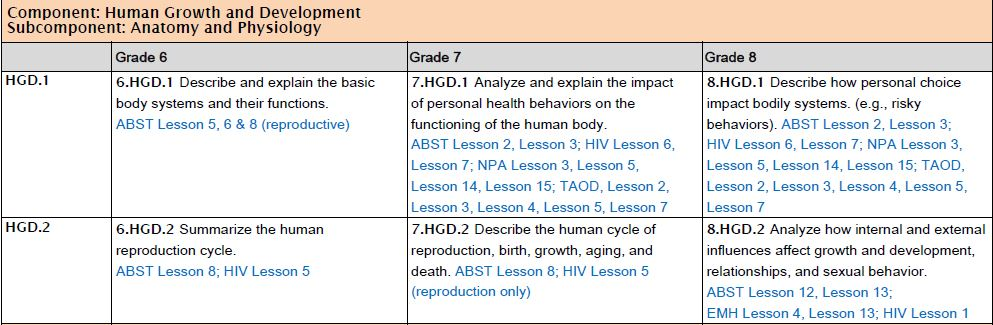 Component: Human Growth and Development
Subcomponent: Anatomy and Physiology
Grade 6
Grade 7
Grade 8
HGD.1
6.HGD.1 Describe and explain the basic
body systems and their functions.
ABST Lesson 5, 6 & 8 (reproductive)
7.HGD.1 Analyze and explain the impact
of personal health behaviors on the
functioning of the human body.
ABST Lesson 2, Lesson 3; HIV Lesson 6,
Lesson 7; NPA Lesson 3, Lesson 5,
Lesson 14, Lesson 15; TAOD, Lesson 2,
Lesson 3, Lesson 4, Lesson 5, Lesson 7
8.HGD.1 Describe how personal choice
impact bodily systems. (e.g., risky
behaviors). ABST Lesson 2, Lesson 3;
HIV Lesson 6, Lesson 7; NPA Lesson 3,
Lesson 5, Lesson 14, Lesson 15; TAOD,
Lesson 2, Lesson 3, Lesson 4, Lesson 5,
Lesson 7
HGD.2
6.HGD.2 Summarize the human
reproduction cycle.
ABST Lesson 8; HIV Lesson 5
7.HGD.2 Describe the human cycle of
reproduction, birth, growth, aging, and
death. ABST Lesson 8; HIV Lesson 5
(reproduction only)
8.HGD.2 Analyze how internal and external
influences affect growth and development,
relationships, and sexual behavior.
ABST Lesson 12, Lesson 13;
EMH Lesson 4, Lesson 13; HIV Lesson 1